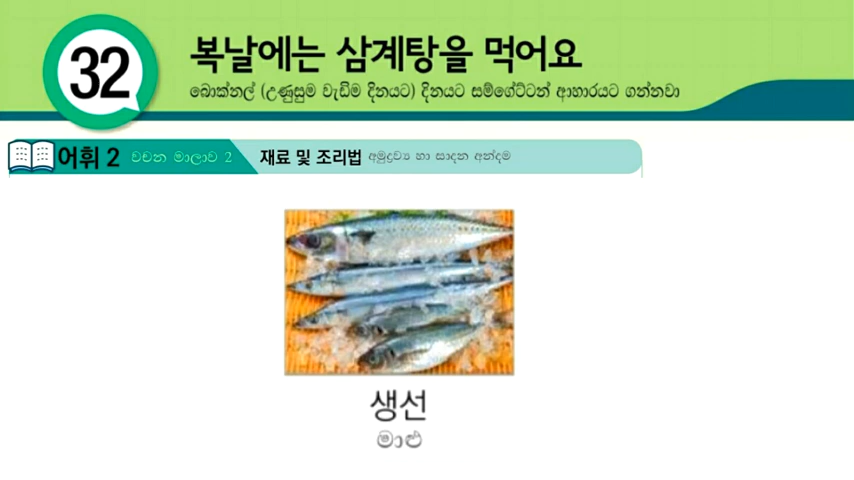 32
복날에는 삼계탕을 먹어요
බොක්නල් (උණුසුම වැඩිම දිනයට) දිනයට සම්ගේට්ටන් ආහාරයට ගන්නවා
어휘 2 වචන මාලාව 2 재료 및 조리법 අමුද්‍රව්‍ය හා සාදන අන්දම
생선
මාළු